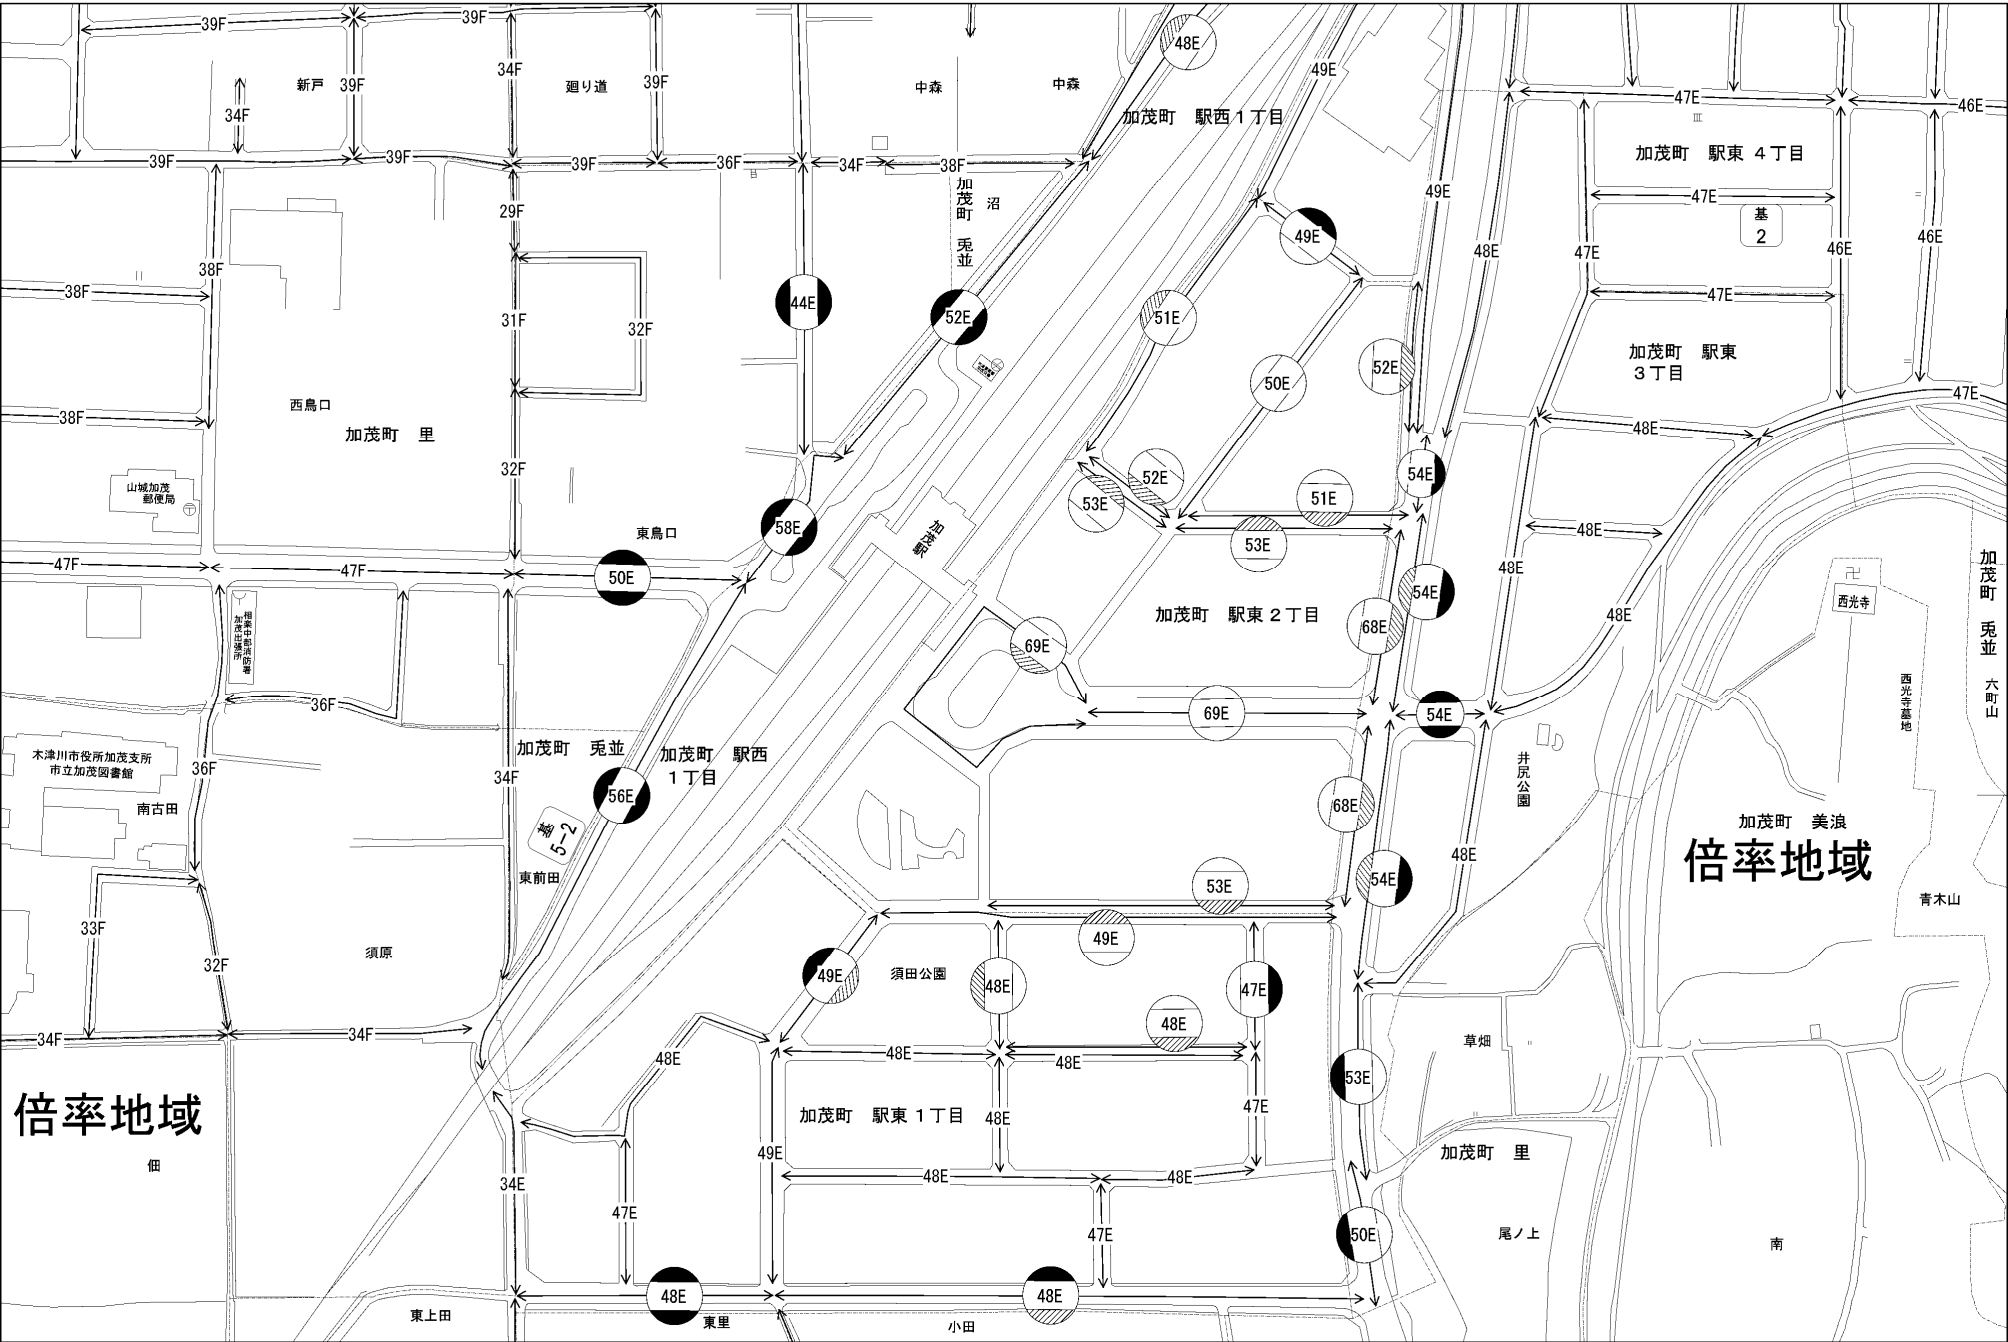 39F
39F
48E
34F
39F
39F
49E
新戸
廻り道
中森
中森
34F
47E
46E
加茂町 駅西1丁目
39F
39F
39F
36F
34F
38F
加茂町 駅東 4丁目
加茂町 兎並
沼
49E
47E
29F
基
2
49E
48E
47E
46E
46E
38F
38F
44E
52E
51E
47E
31F
32F
加茂町 駅東
3丁目
52E
50E
47E
西鳥口
38F
加茂町 里
48E
32F
52E
54E
山城加茂
郵便局
53E
51E
東鳥口
58E
53E
48E
加茂駅
47F
47F
50E
48E
54E
加茂町 兎並
西光寺
相楽中部消防署
加茂出張所
加茂町 駅東 2丁目
68E
48E
69E
36F
69E
54E
西光寺墓地
六町山
加茂町 兎並
加茂町 駅西
1丁目
木津川市役所加茂支所
市立加茂図書館
36F
34F
56E
井尻公園
南古田
68E
加茂町 美浪
倍率地域
基
5-2
48E
東前田
54E
53E
青木山
33F
49E
須原
32F
49E
須田公園
48E
47E
48E
34F
34F
草畑
48E
48E
48E
53E
倍率地域
加茂町 駅東 1丁目
48E
47E
佃
49E
加茂町 里
34E
48E
48E
47E
47E
50E
尾ノ上
南
48E
48E
東上田
東里
小田